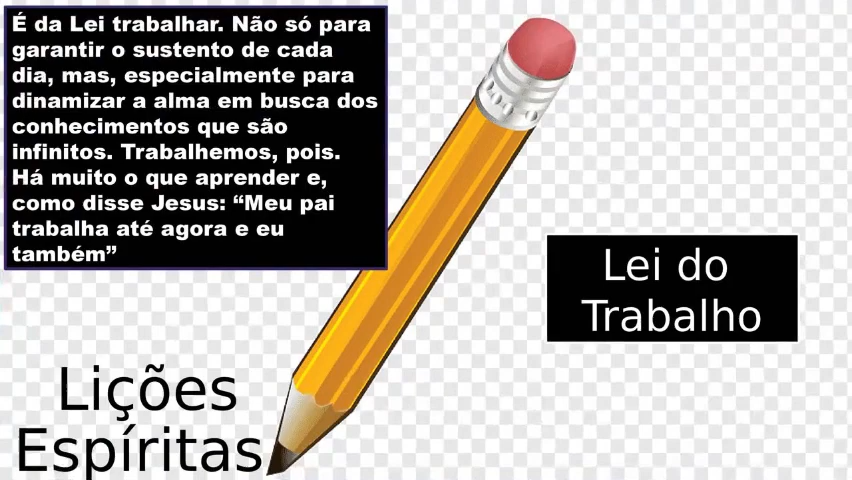 É da Lei trabalhar. Não só para
garantir o sustento de cada
dia, mas, especialmente para
dinamizar a alma em busca dos
conhecimentos que são
infinitos. Trabalhemos, pois.
Há muito o que aprender e,
como disse Jesus: “Meu pai
trabalha até agora e eu
também”
Lei do
Trabalho
Lições
Espíritas